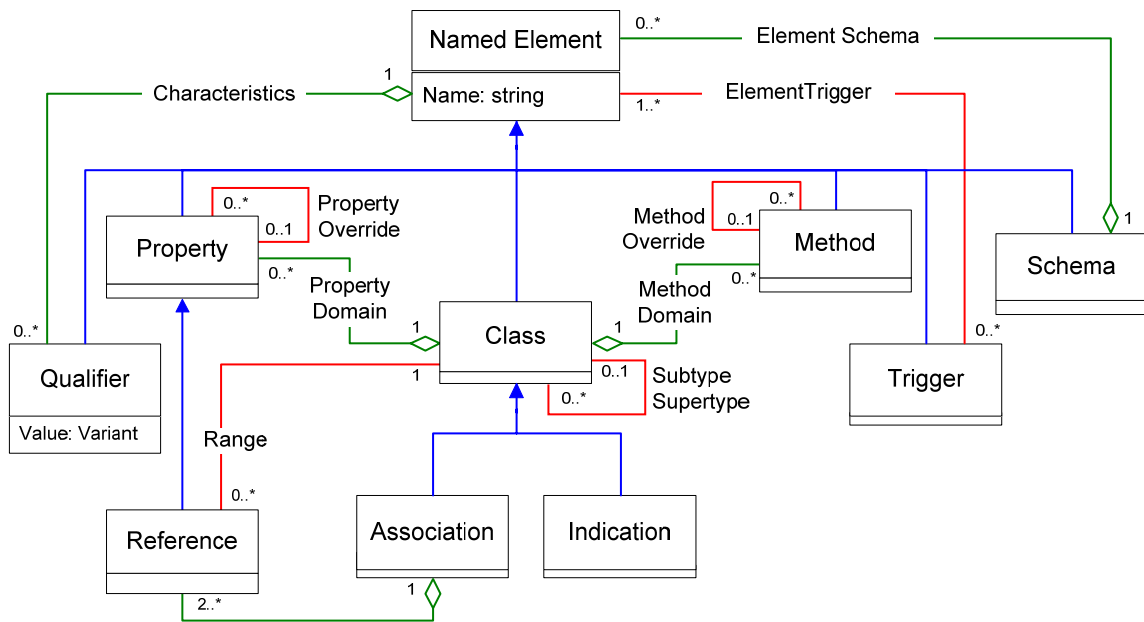 Named Element
0..*
Element Schema
1
Characteristics
Name: string
1..*
ElementTrigger
0..*
Property
Override
0..1
Property
0..*
Property
Domain
0..*
0..1
Method
Override
Method
0..*
Method
Domain
Schema
1
0..*
Qualifier
Value: Variant
1
Class
1
1
0..1
0..*
Subtype
Supertype
0..*
Trigger
Range
0..*
Reference
2..*
Association
1
Indication